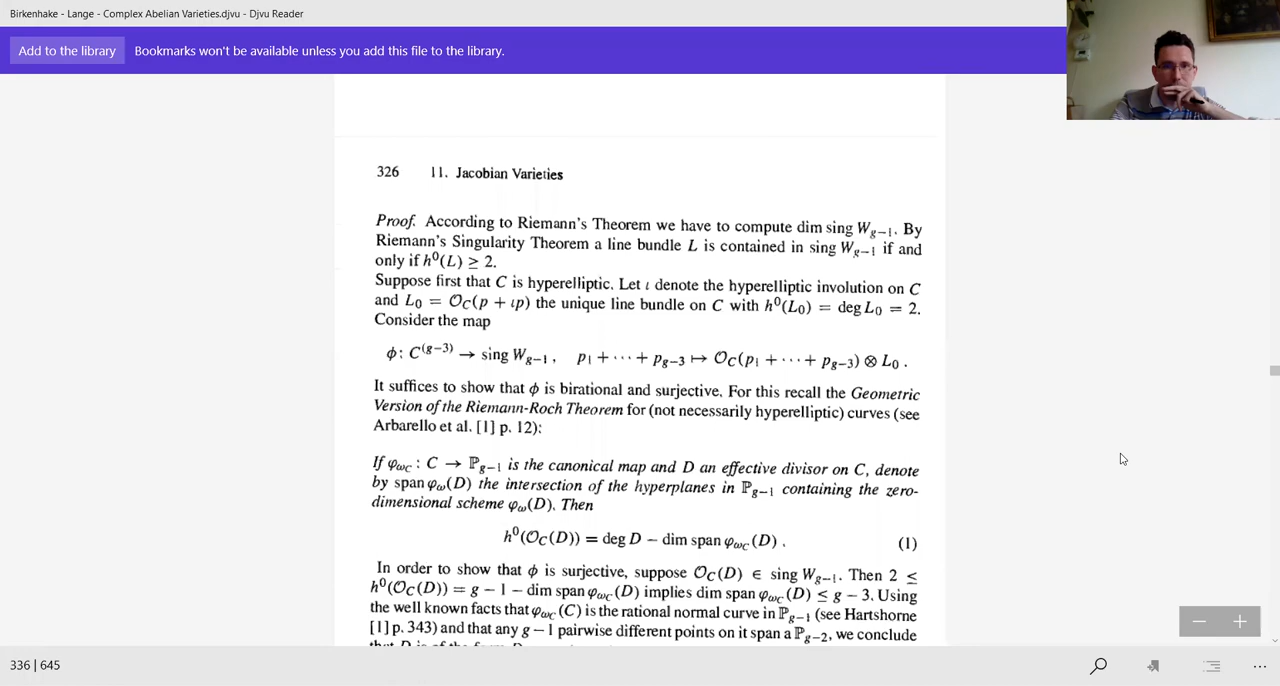 Birkenhake - Lange - Complex Abelian Varieties.djvu - Djvu Reader
Add to the library Bookmarks won't be available unless you add this file to the library.
326 11. Jacobian Varieties
Proof. According to Riemann's Theorem we have to compute dim sing W_{g−1}. By
Riemann's Singularity Theorem a line bundle L is contained in sing W_{g−1} if and
only if h⁰(L) ≥ 2.
Suppose first that C is hyperelliptic. Let ι denote the hyperelliptic involution on C
and L₀ = 𝒪_C(p + ιp) the unique line bundle on C with h⁰(L₀) = deg L₀ = 2.
Consider the map
ϕ: C^{(g−3)} → sing W_{g−1}, p₁ + ··· + p_{g−3} ↦ 𝒪_C(p₁ + ··· + p_{g−3}) ⊗ L₀ .
It suffices to show that ϕ is birational and surjective. For this recall the Geometric
Version of the Riemann-Roch Theorem for (not necessarily hyperelliptic) curves (see
Arbarello et al. [1] p. 12):
If φ_{ω_C} : C → ℙ_{g−1} is the canonical map and D an effective divisor on C, denote
by span φ_ω(D) the intersection of the hyperplanes in ℙ_{g−1} containing the zero-
dimensional scheme φ_ω(D). Then
h⁰(𝒪_C(D)) = deg D − dim span φ_{ω_C}(D) . (1)
In order to show that ϕ is surjective, suppose 𝒪_C(D) ∈ sing W_{g−1}. Then 2 ≤
h⁰(𝒪_C(D)) = g − 1 − dim span φ_{ω_C}(D) implies dim span φ_{ω_C}(D) ≤ g − 3. Using
the well known facts that φ_{ω_C}(C) is the rational normal curve in ℙ_{g−1} (see Hartshorne
[1] p. 343) and that any g − 1 pairwise different points on it span a ℙ_{g−2}, we conclude
336 | 645